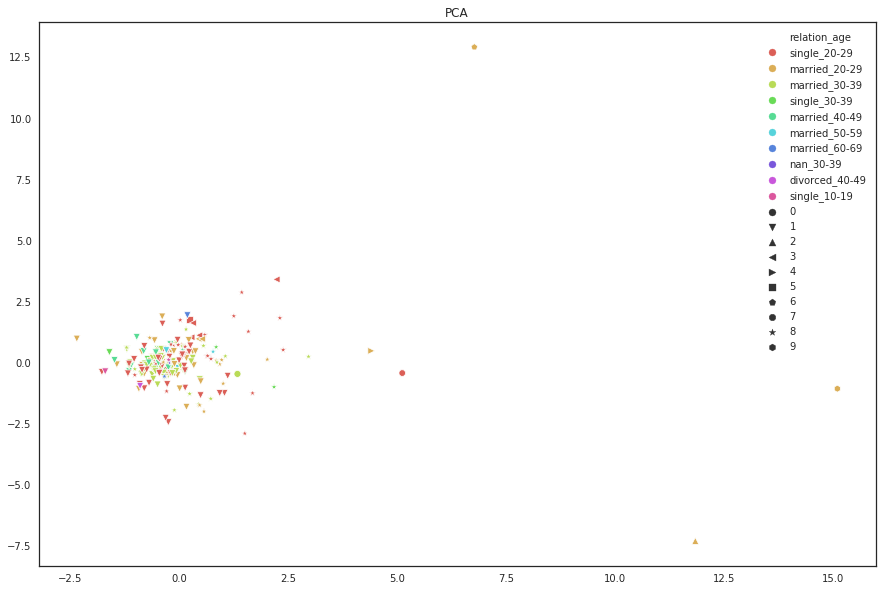 PCA
12.5
10.0
7.5
5.0
2.5
0.0
−2.5
−5.0
−7.5
−2.5 0.0 2.5 5.0 7.5 10.0 12.5 15.0
relation_age
single_20-29
married_20-29
married_30-39
single_30-39
married_40-49
married_50-59
married_60-69
nan_30-39
divorced_40-49
single_10-19
0
1
2
3
4
5
6
7
8
9